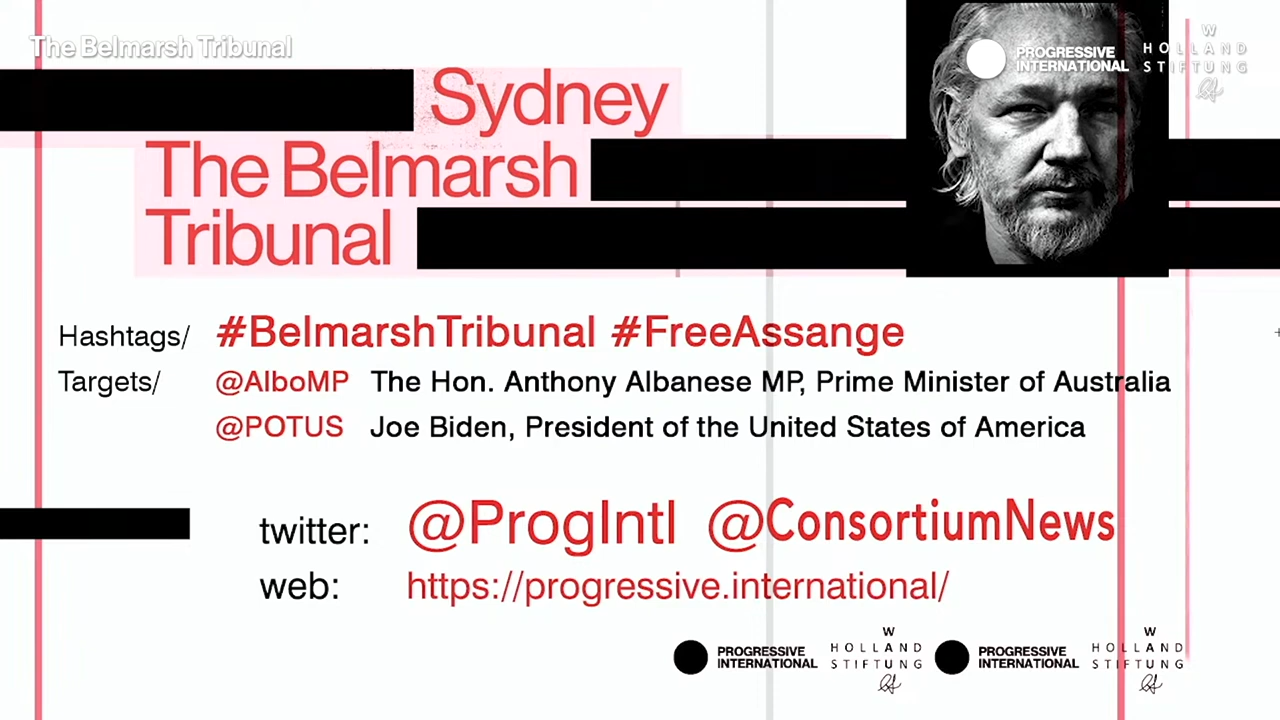 The Belmarsh Tribunal
PROGRESSIVE
INTERNATIONAL
W
HOLLAND
STIFTUNG
Sydney
The Belmarsh
Tribunal
Hashtags/ #BelmarshTribunal #FreeAssange
Targets/ @AlboMP The Hon. Anthony Albanese MP, Prime Minister of Australia
@POTUS Joe Biden, President of the United States of America
twitter: @ProgIntl @ConsortiumNews
web: https://progressive.international/
PROGRESSIVE
INTERNATIONAL
W
HOLLAND
STIFTUNG
PROGRESSIVE
INTERNATIONAL
W
HOLLAND
STIFTUNG